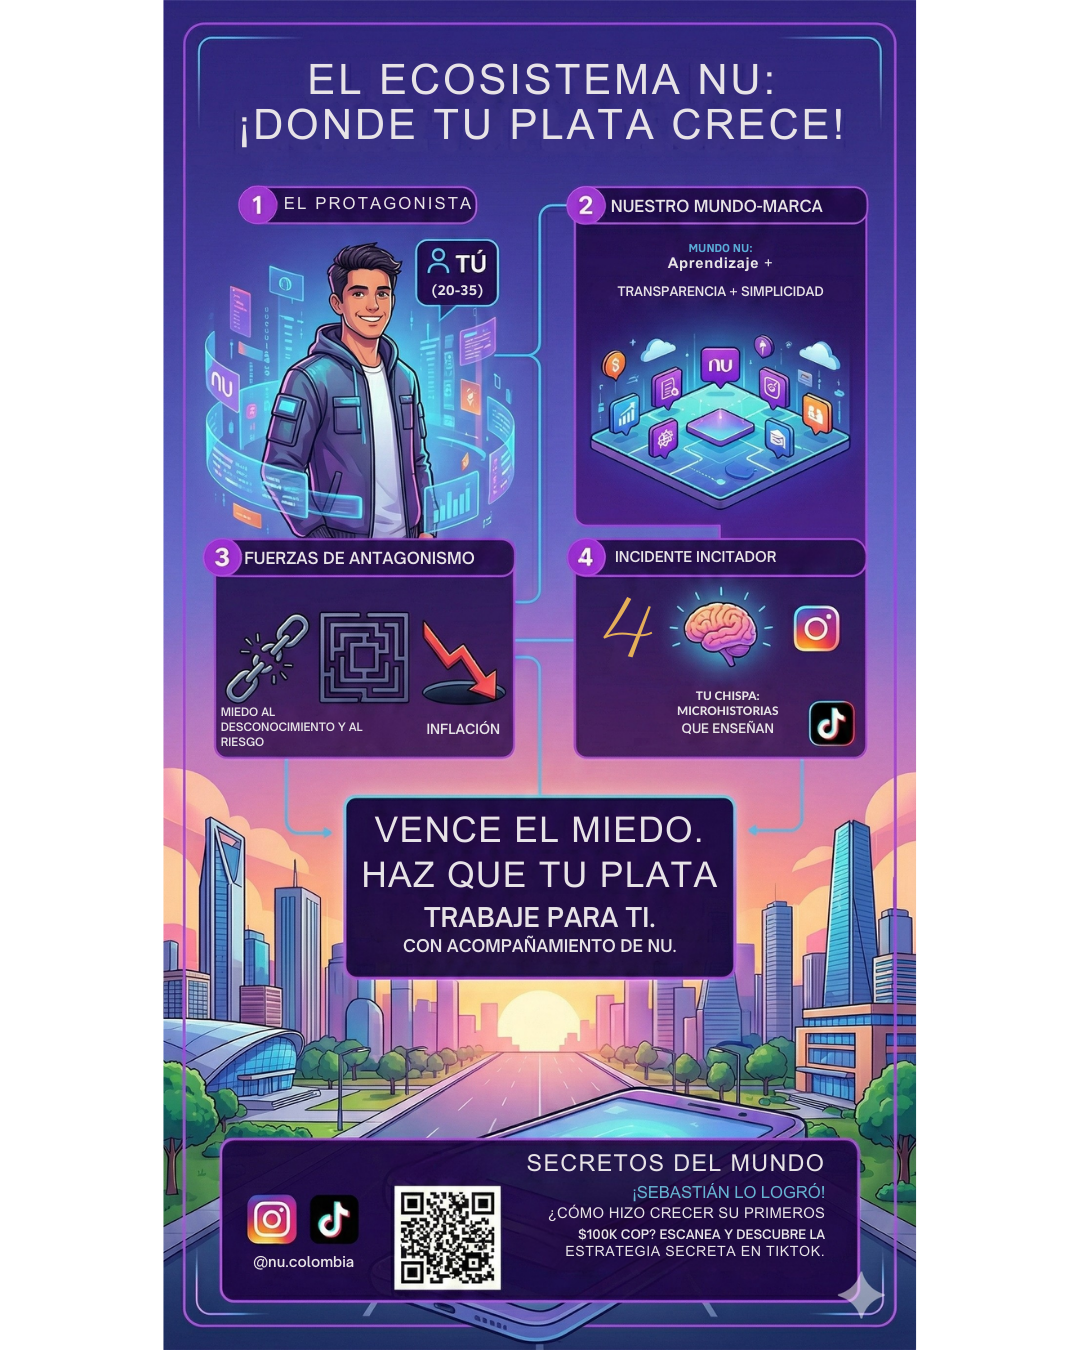 EL ECOSISTEMA NU:
¡DONDE TU PLATA CRECE!
1 EL PROTAGONISTA
TÚ
(20-35)
nu
2 NUESTRO MUNDO-MARCA
MUNDO NU:
Aprendizaje +
TRANSPARENCIA + SIMPLICIDAD
nu
$
3 FUERZAS DE ANTAGONISMO
MIEDO AL
DESCONOCIMIENTO Y AL
RIESGO
INFLACIÓN
4 INCIDENTE INCITADOR
4
TU CHISPA:
MICROHISTORIAS
QUE ENSEÑAN
VENCE EL MIEDO.
HAZ QUE TU PLATA
TRABAJE PARA TI.
CON ACOMPAÑAMIENTO DE NU.
@nu.colombia
SECRETOS DEL MUNDO
¡SEBASTIÁN LO LOGRÓ!
¿CÓMO HIZO CRECER SU PRIMEROS
$100K COP? ESCANEA Y DESCUBRE LA
ESTRATEGIA SECRETA EN TIKTOK.